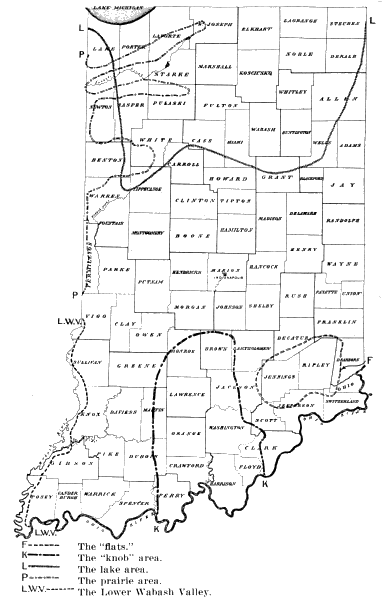 LAKE MICHIGAN
ST JOSEPH
ELKHART
LAGRANGE
STEUBEN
L
L
LAPORTE
LAKE
PORTER
P
NOBLE
DEKALB
STARKE
MARSHALL
KOSCIUSKO
WHITLEY
ALLEN
NEWTON
JASPER
PULASKI
FULTON
WABASH
HUNTINGTON
WHITE
CASS
MIAMI
WELLS
ADAMS
BENTON
CARROLL
HOWARD
GRANT
BLACKFORD
JAY
WARREN
TIPPECANOE
CLINTON
TIPTON
MADISON
DELAWARE
RANDOLPH
FOUNTAIN
MONTGOMERY
BOONE
HAMILTON
HENRY
WAYNE
VERMILLION
PARKE
PUTNAM
HENDRICKS
MARION
INDIANAPOLIS
HANCOCK
RUSH
FAYETTE
UNION
P
MORGAN
JOHNSON
SHELBY
FRANKLIN
L.W.V.
VIGO
CLAY
OWEN
DECATUR
MONROE
BROWN
BARTHOLOMEW
DEARBORN
F
SULLIVAN
GREENE
RIPLEY
JENNINGS
OHIO
JACKSON
LAWRENCE
JEFFERSON
SWITZERLAND
KNOX
DAVIESS
MARTIN
SCOTT
WASHINGTON
ORANGE
CLARK
PIKE
DUBOIS
GIBSON
CRAWFORD
FLOYD
HARRISON
K
POSEY
VANDERBURGH
WARRICK
SPENCER
PERRY
L.W.V.
K
OHIO
F The "flats."
K The "knob" area.
L The lake area.
P The prairie area.
L.W.V. The Lower Wabash Valley.